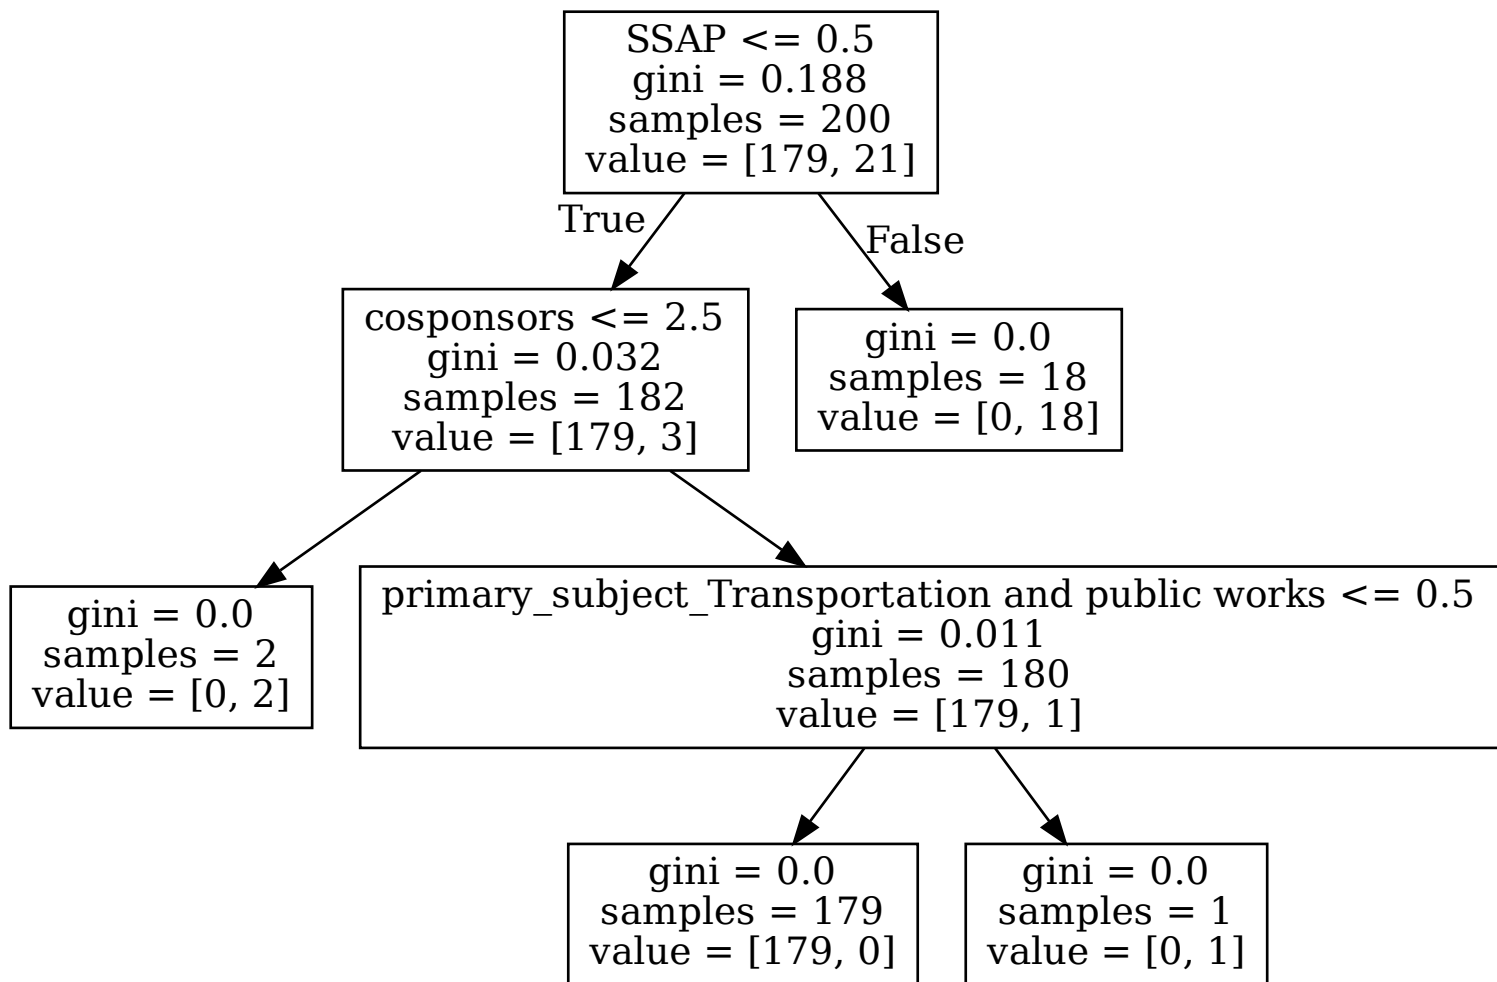 SSAP <= 0.5
gini = 0.188
samples = 200
value = [179, 21]
True
False
cosponsors <= 2.5
gini = 0.032
samples = 182
value = [179, 3]
gini = 0.0
samples = 18
value = [0, 18]
gini = 0.0
samples = 2
value = [0, 2]
primary_subject_Transportation and public works <= 0.5
gini = 0.011
samples = 180
value = [179, 1]
gini = 0.0
samples = 179
value = [179, 0]
gini = 0.0
samples = 1
value = [0, 1]